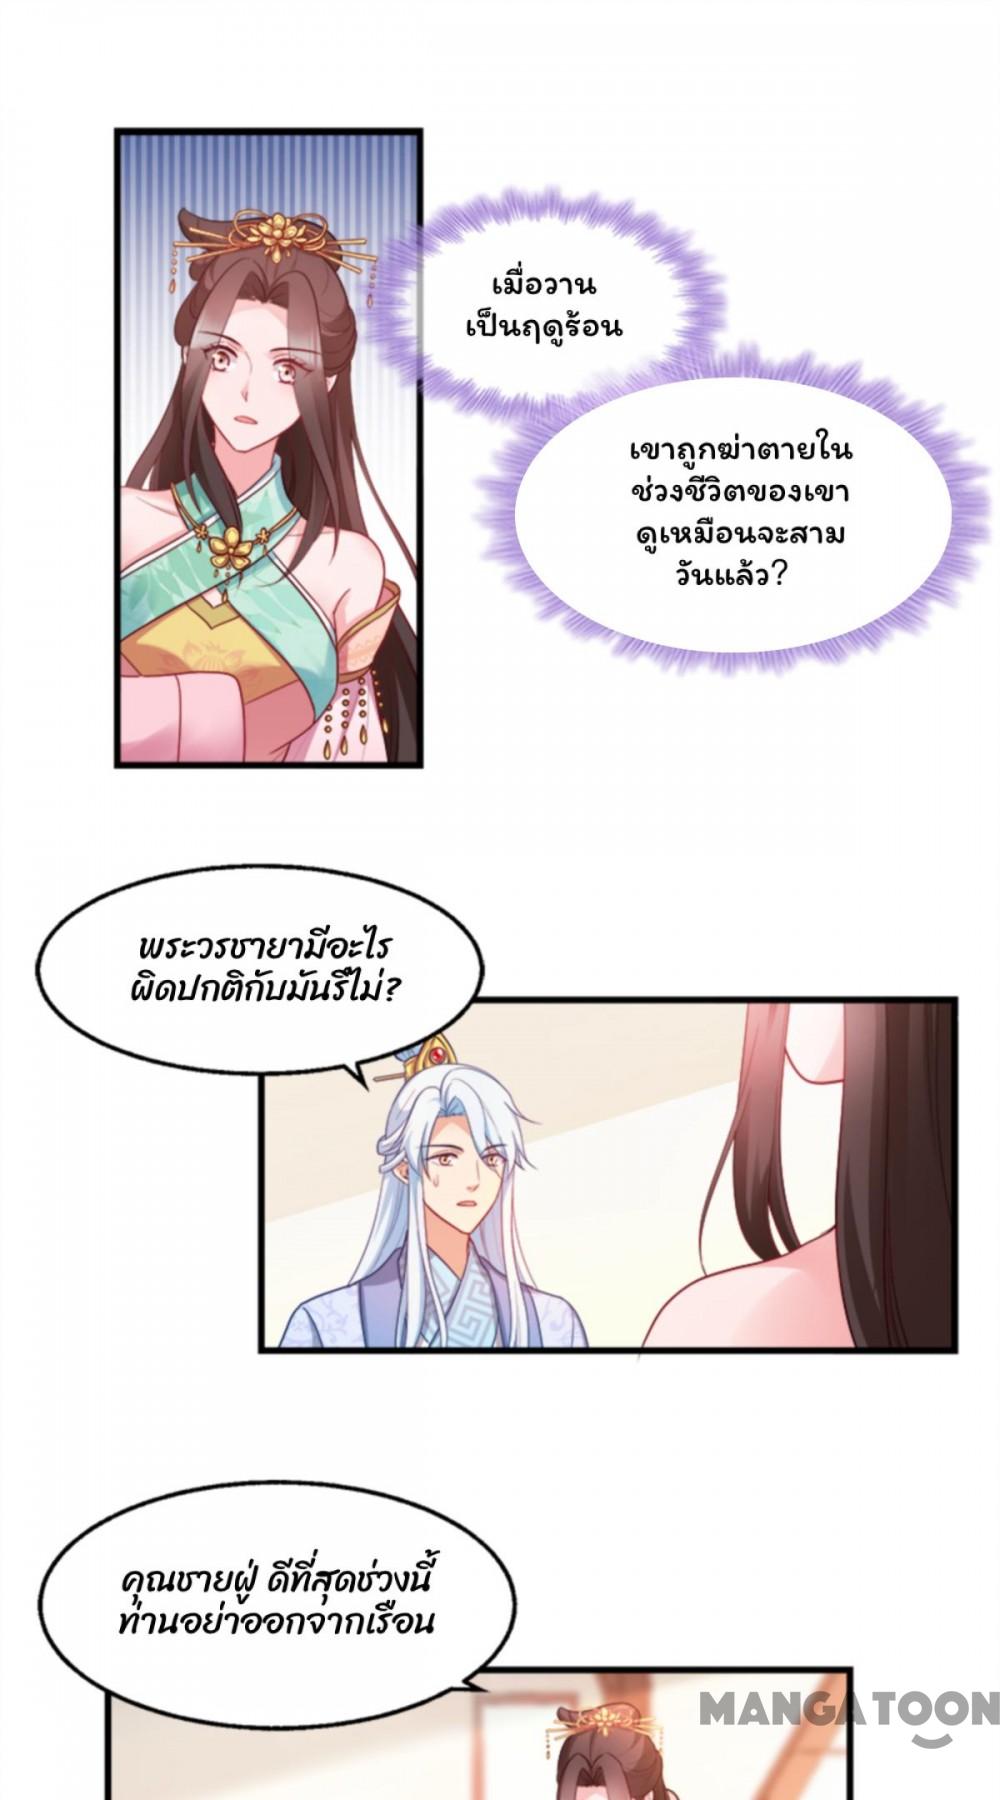 เมื่อวาน
เป็นฤดูร้อน
เขาถูกฆ่าตายใน
ช่วงชีวิตของเขา
ดูเหมือนจะสาม
วันแล้ว?
พระวรชายามีอะไร
ผิดปกติกับมันรึไม่?
คุณชายฝู่ ดีที่สุดช่วงนี้
ท่านอย่าออกจากเรือน
MANGATOON